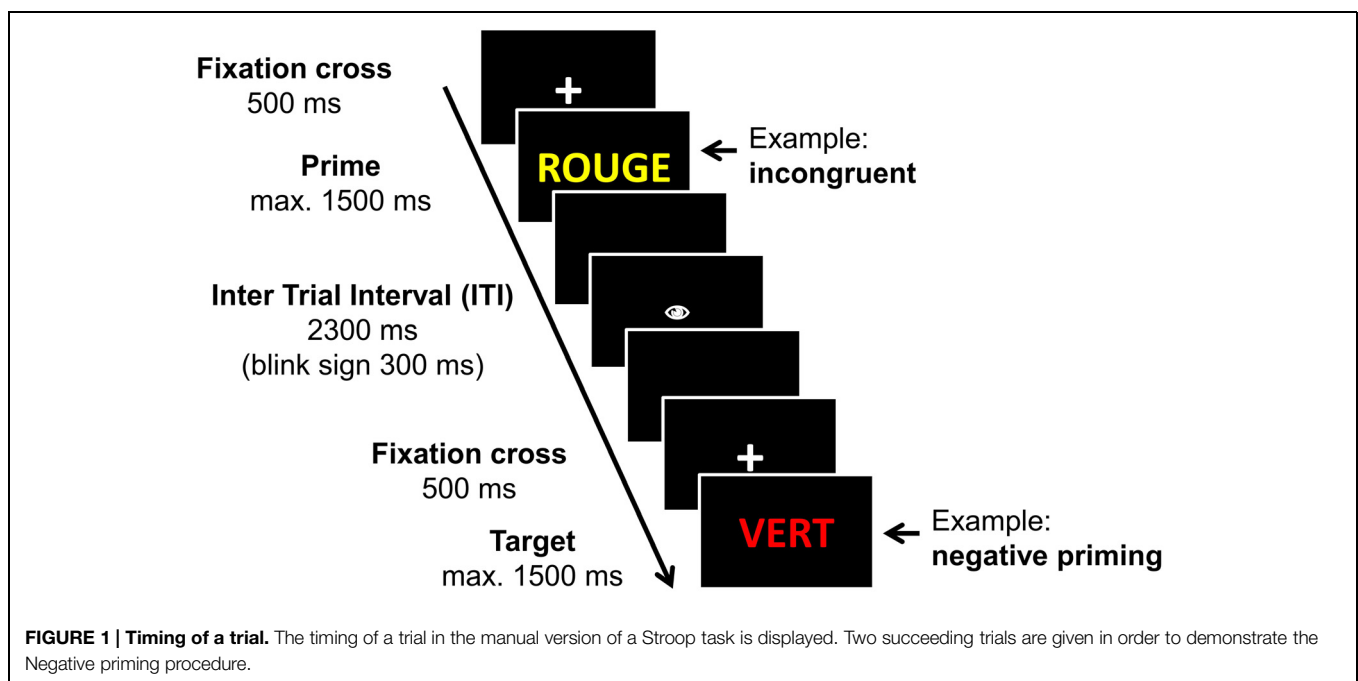 Fixation cross
500 ms
ROUGE
Example:
incongruent
Prime
max. 1500 ms
Inter Trial Interval (ITI)
2300 ms
(blink sign 300 ms)
Fixation cross
500 ms
VERT
Example:
negative priming
Target
max. 1500 ms
FIGURE 1 | Timing of a trial. The timing of a trial in the manual version of a Stroop task is displayed. Two succeeding trials are given in order to demonstrate the
Negative priming procedure.